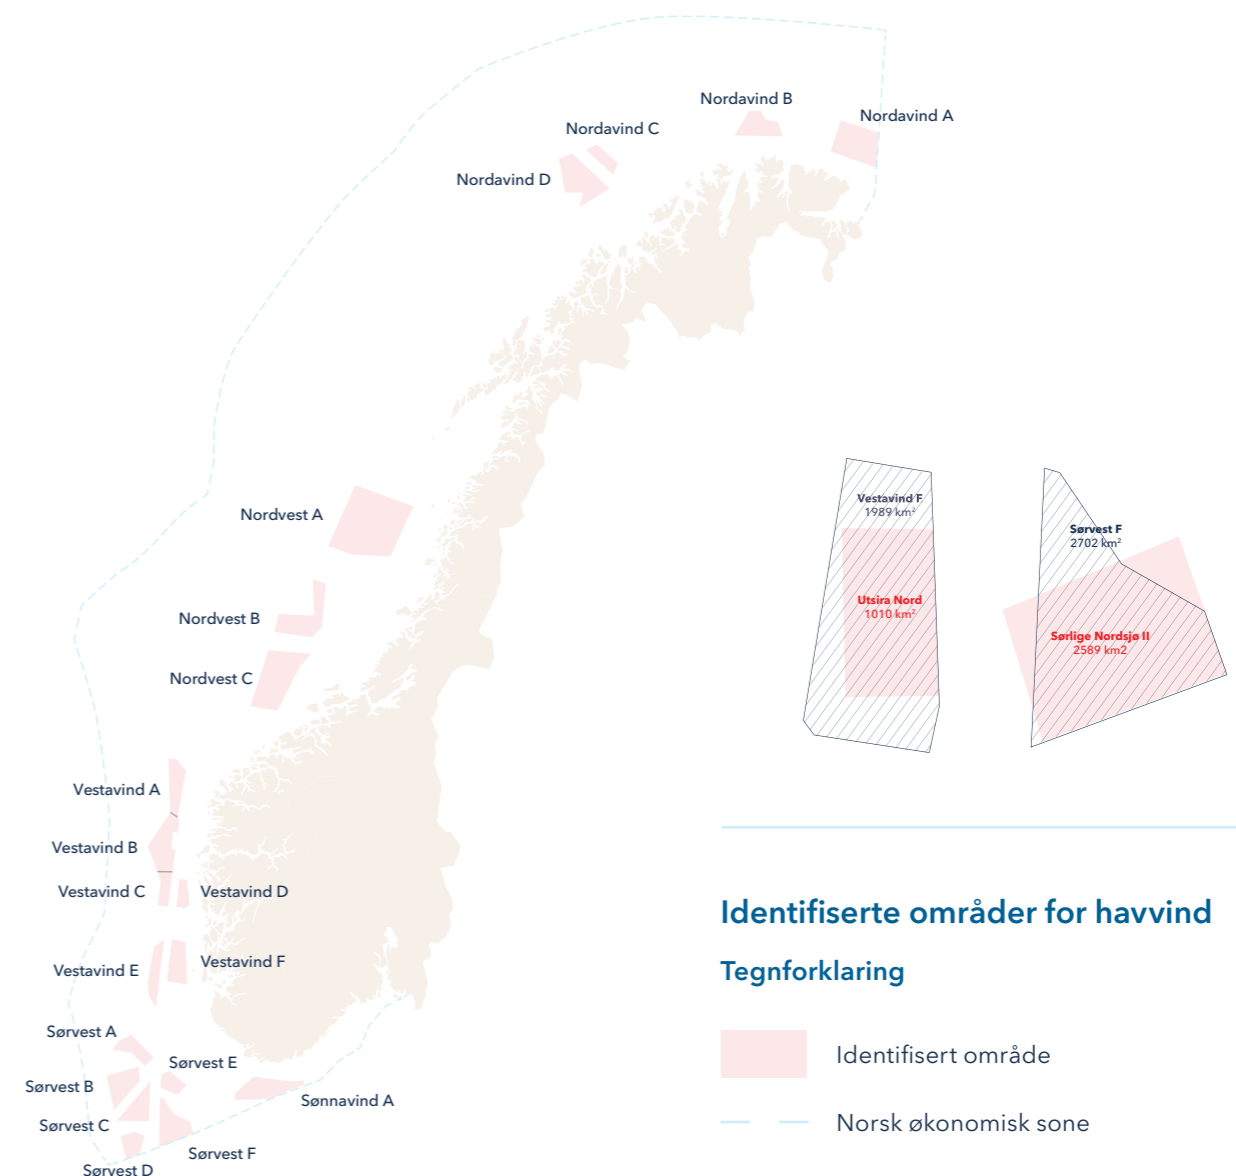 Nordavind B
Nordavind A
Nordavind C
Nordavind D
Nordvest A
Nordvest B
Nordvest C
Vestavind A
Vestavind B
Vestavind C
Vestavind D
Vestavind E
Vestavind F
Sørvest A
Sørvest E
Sørvest B
Sønnavind A
Sørvest C
Sørvest F
Sørvest D
Vestavind F
1989 km²
Utsira Nord
1010 km²
Sørvest F
2702 km²
Sørlige Nordsjø II
2589 km2
Identifiserte områder for havvind
Tegnforklaring
Identifisert område
Norsk økonomisk sone